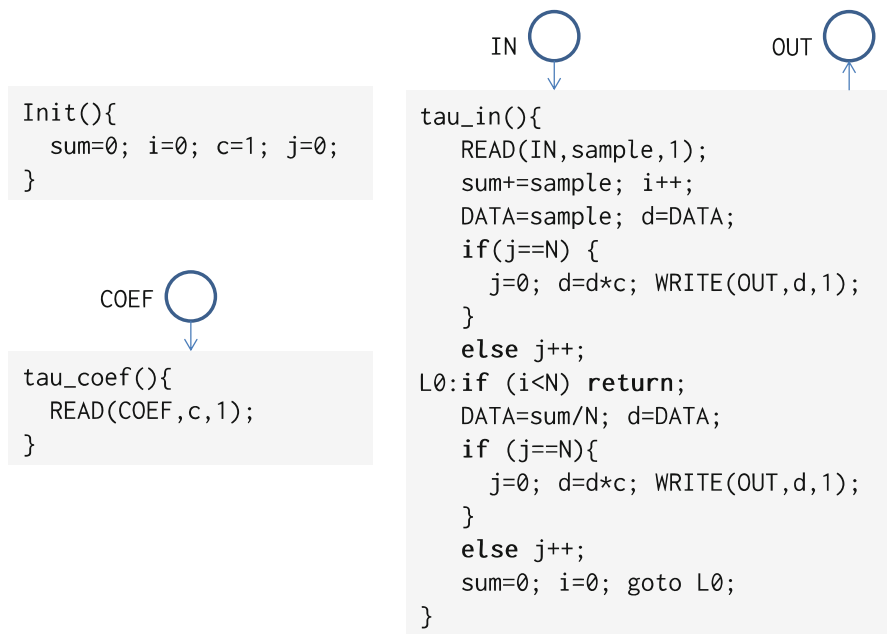 Init(){
sum=0; i=0; c=1; j=0;
}
COEF
tau_coef(){
READ(COEF,c,1);
}
IN
OUT
tau_in(){
READ(IN,sample,1);
sum+=sample; i++;
DATA=sample; d=DATA;
if(j==N) {
j=0; d=d*c; WRITE(OUT,d,1);
}
else j++;
L0:if (i<N) return;
DATA=sum/N; d=DATA;
if (j==N){
j=0; d=d*c; WRITE(OUT,d,1);
}
else j++;
sum=0; i=0; goto L0;
}